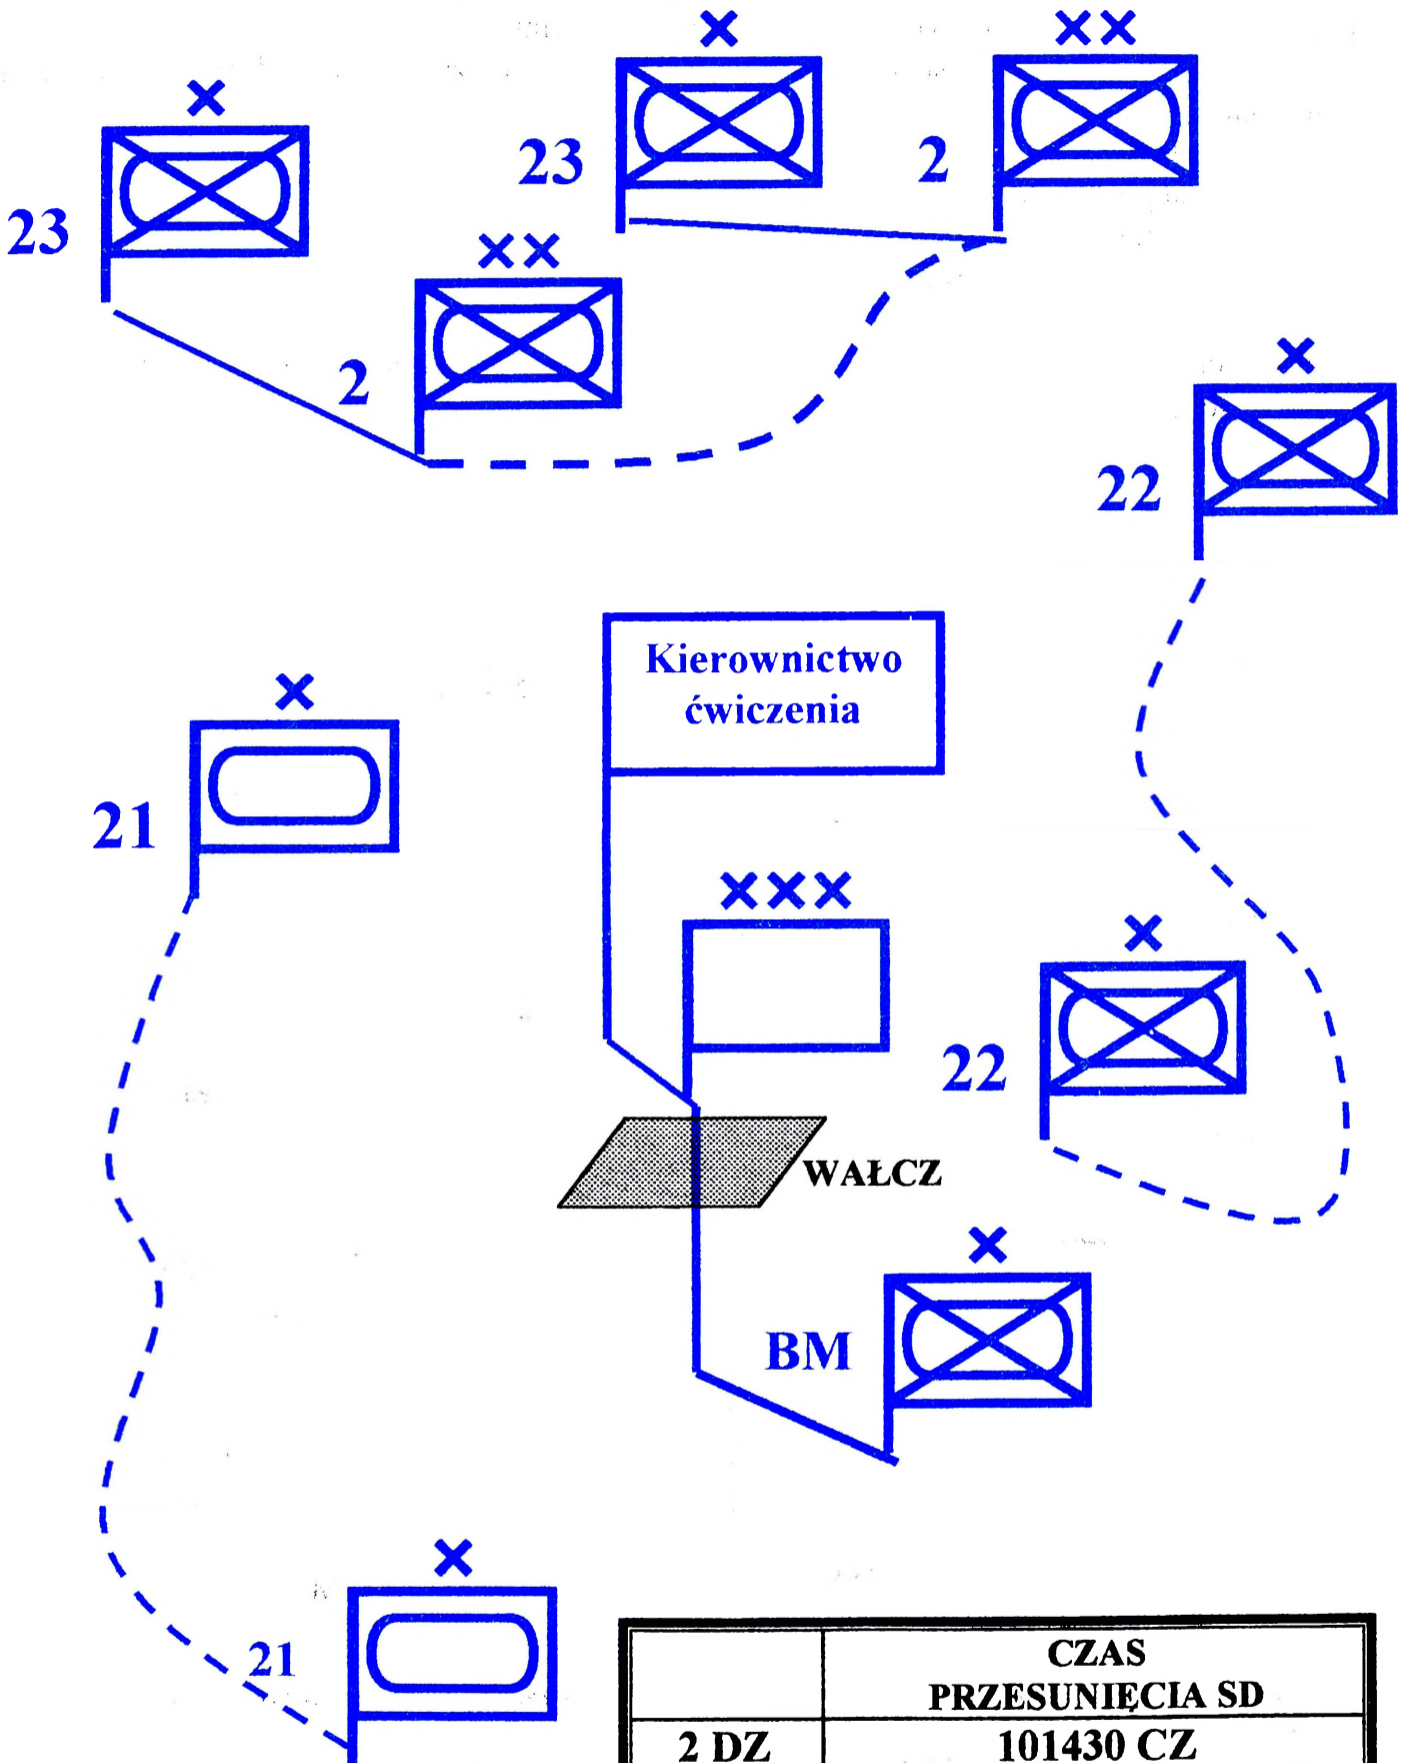 23
2
23
2
22
Kierownictwo
ćwiczenia
21
22
WAŁCZ
BM
21
CZAS
PRZESUNIĘCIA SD
2 DZ 101430 CZ